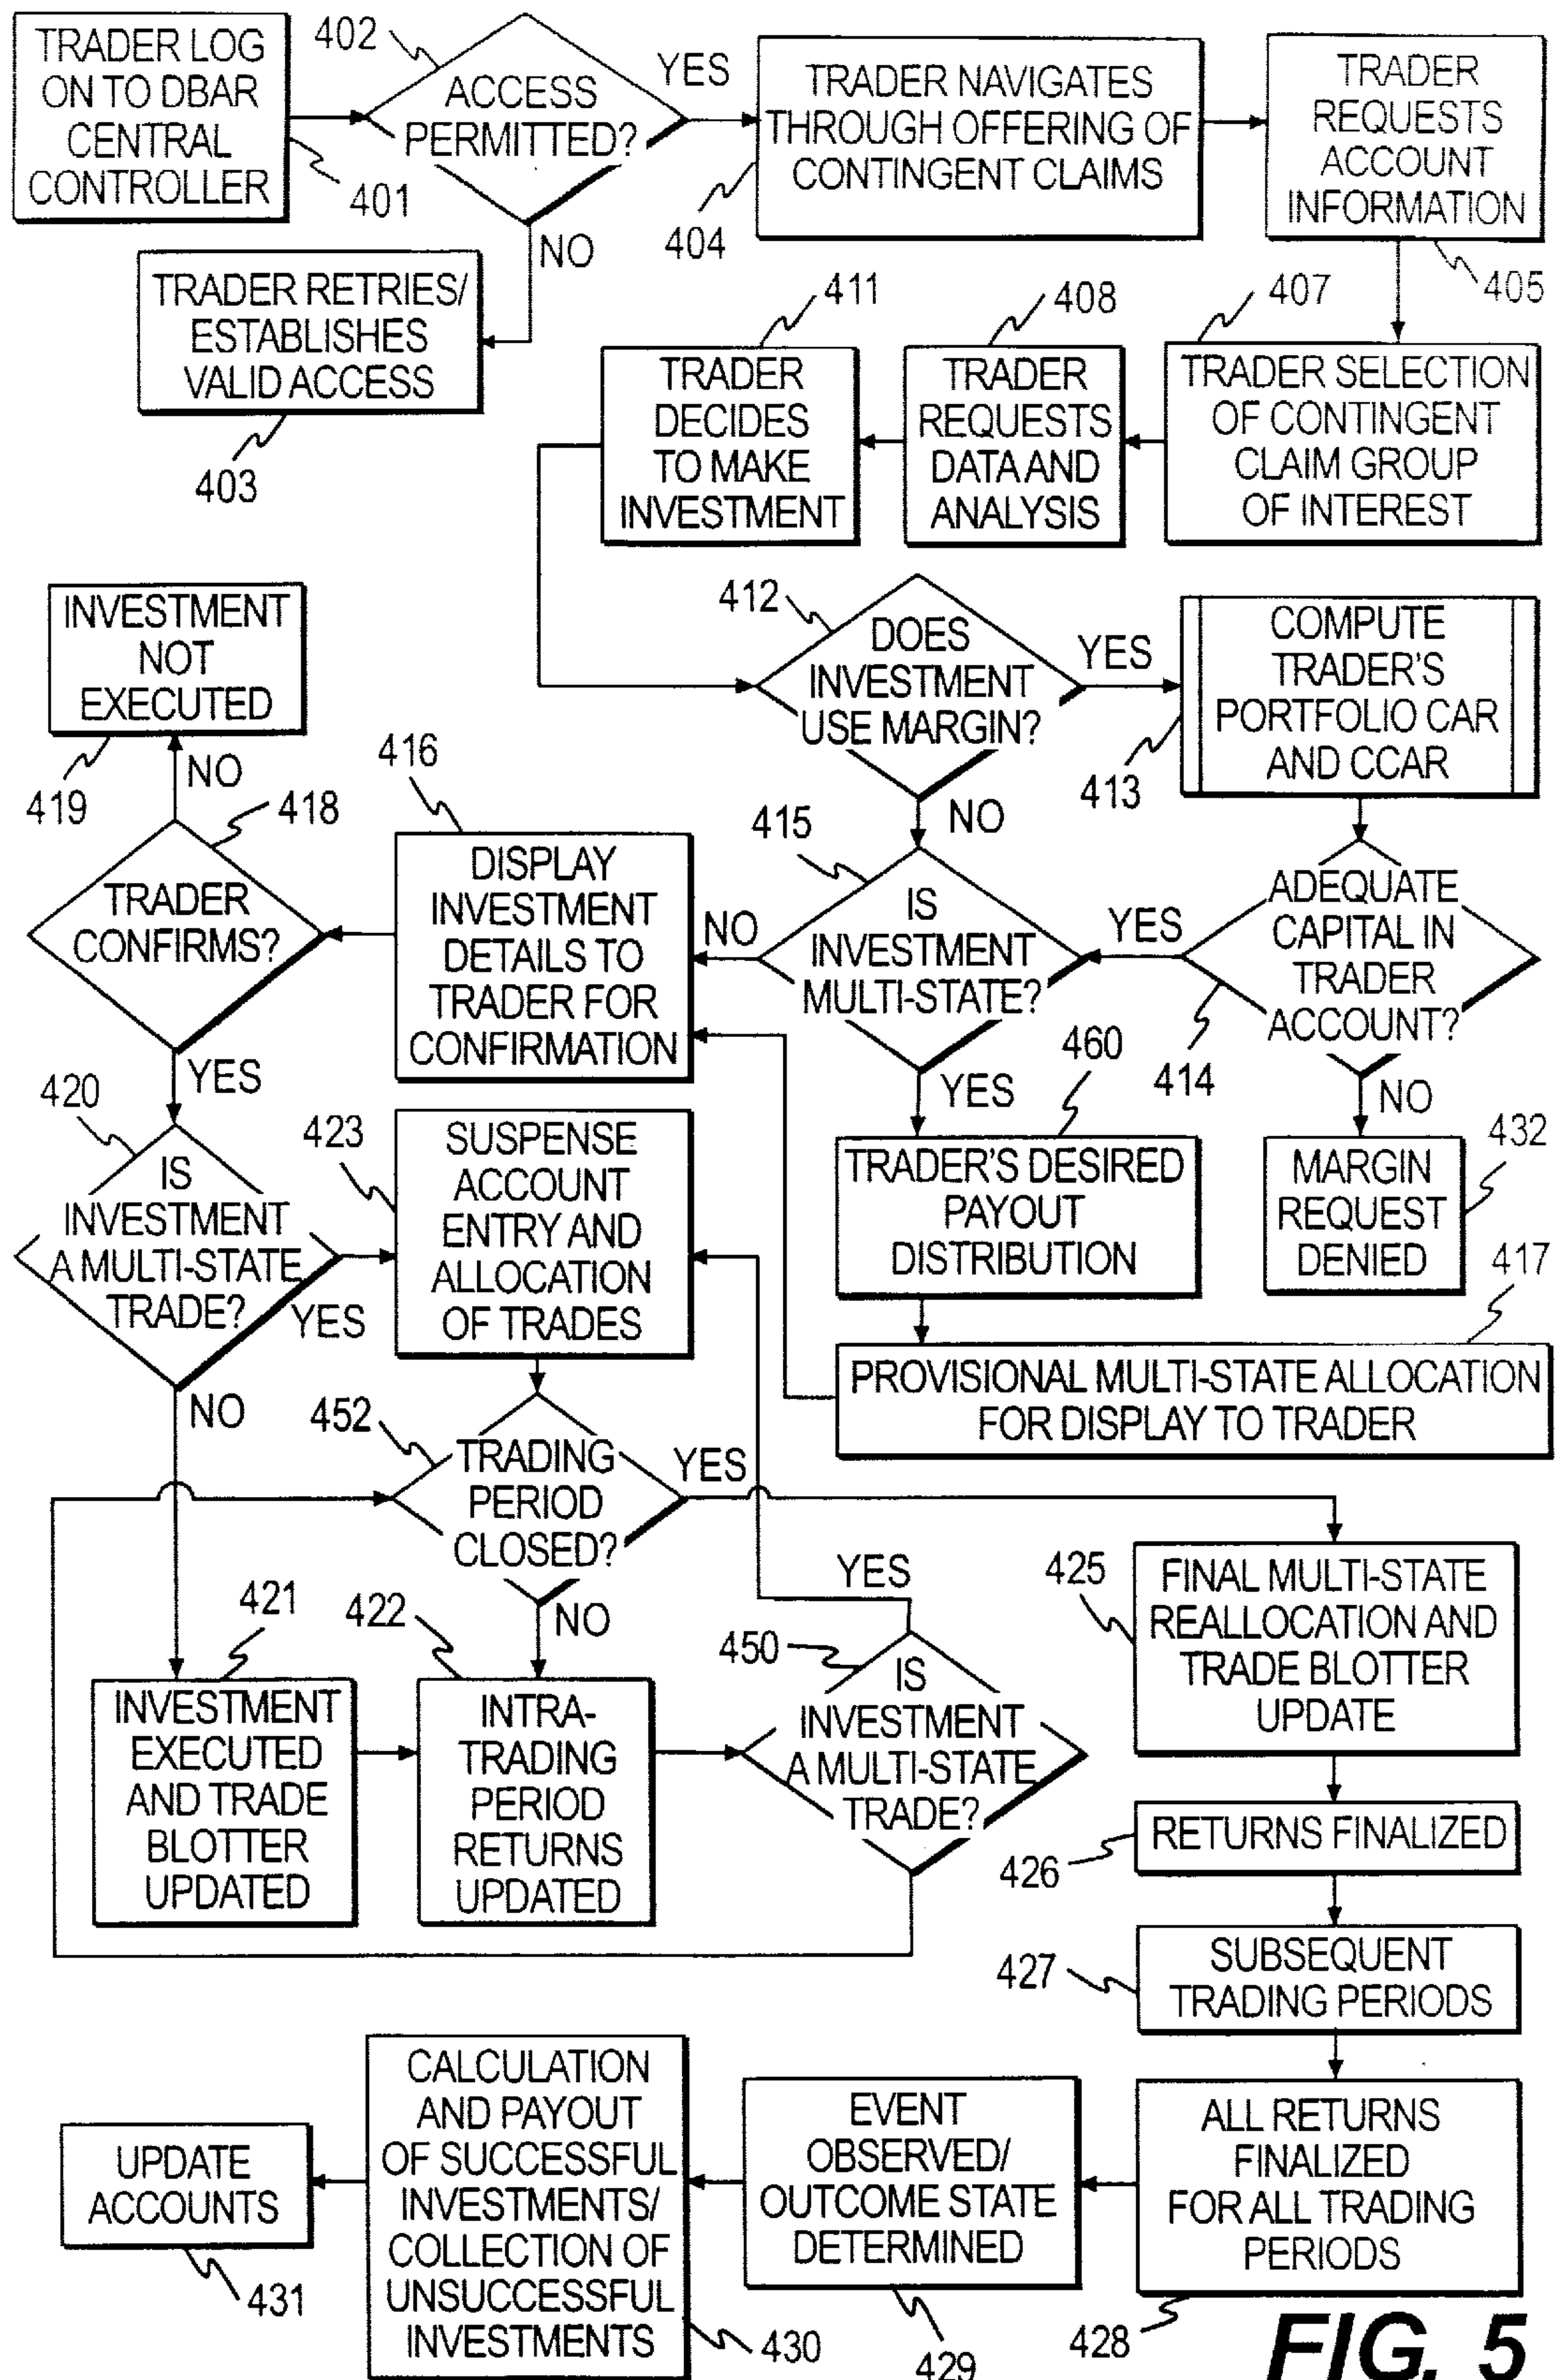 TRADER LOG
ON TO DBAR
CENTRAL
CONTROLLER
401
402
ACCESS
PERMITTED?
YES
NO
TRADER NAVIGATES
THROUGH OFFERING OF
CONTINGENT CLAIMS
404
TRADER
REQUESTS
ACCOUNT
INFORMATION
405
TRADER RETRIES/
ESTABLISHES
VALID ACCESS
403
411
TRADER
DECIDES
TO MAKE
INVESTMENT
408
TRADER
REQUESTS
DATA AND
ANALYSIS
407
TRADER SELECTION
OF CONTINGENT
CLAIM GROUP
OF INTEREST
INVESTMENT
NOT
EXECUTED
419
NO
418
TRADER
CONFIRMS?
YES
416
DISPLAY
INVESTMENT
DETAILS TO
TRADER FOR
CONFIRMATION
412
DOES
INVESTMENT
USE MARGIN?
YES
NO
COMPUTE
TRADER'S
PORTFOLIO CAR
AND CCAR
413
415
IS
INVESTMENT
MULTI-STATE?
NO
YES
YES
ADEQUATE
CAPITAL IN
TRADER
ACCOUNT?
414
NO
460
TRADER'S DESIRED
PAYOUT
DISTRIBUTION
MARGIN
REQUEST
DENIED
432
417
PROVISIONAL MULTI-STATE ALLOCATION
FOR DISPLAY TO TRADER
420
IS
INVESTMENT
A MULTI-STATE
TRADE?
YES
NO
423
SUSPENSE
ACCOUNT
ENTRY AND
ALLOCATION
OF TRADES
452
TRADING
PERIOD
CLOSED?
YES
NO
421
INVESTMENT
EXECUTED
AND TRADE
BLOTTER
UPDATED
422
INTRA-
TRADING
PERIOD
RETURNS
UPDATED
YES
450
IS
INVESTMENT
A MULTI-STATE
TRADE?
425
FINAL MULTI-STATE
REALLOCATION AND
TRADE BLOTTER
UPDATE
RETURNS FINALIZED
426
SUBSEQUENT
TRADING PERIODS
427
ALL RETURNS
FINALIZED
FOR ALL TRADING
PERIODS
428
EVENT
OBSERVED/
OUTCOME STATE
DETERMINED
429
CALCULATION
AND PAYOUT
OF SUCCESSFUL
INVESTMENTS/
COLLECTION OF
UNSUCCESSFUL
INVESTMENTS
430
UPDATE
ACCOUNTS
431
FIG. 5